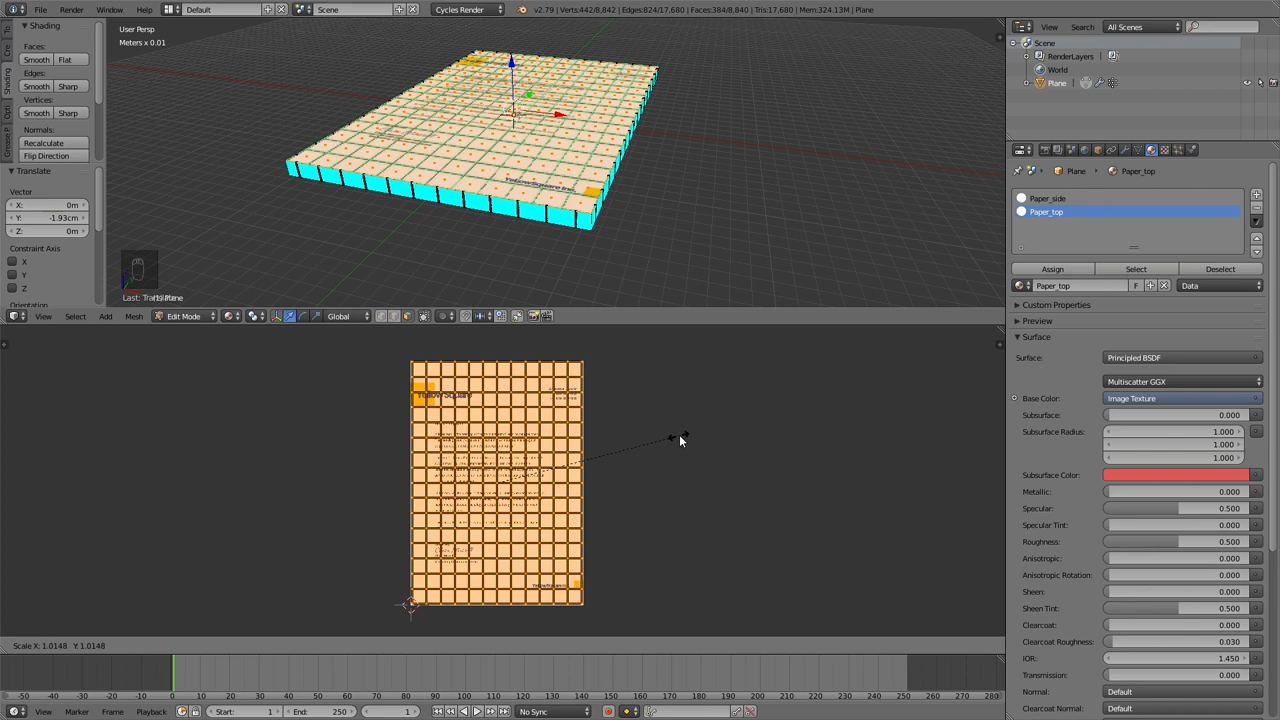 File Render Window Help Default Scene Cycles Render v2.79 | Verts:442/8,842 | Edges:824/17,680 | Faces:384/8,840 | Tris:17,680 | Mem:324.13M | Plane
Shading
Faces:
Smooth Flat
Edges:
Smooth Sharp
Vertices:
Smooth Sharp
Normals:
Recalculate
Flip Direction
Translate
Vector
X: 0m
Y: -1.93cm
Z: 0m
Constraint Axis
X
Y
Z
Orientation
User Persp
Meters x 0.01
View Select Add Mesh Edit Mode Global
Yellow Square
Scale X: 1.0148 Y: 1.0148
-50 -40 -30 -20 -10 0 10 20 30 40 50 60 70 80 90 100 110 120 130 140 150 160 170 180 190 200 210 220 230 240 250 260 270 280
View Marker Frame Playback Start: 1 End: 250 1 No Sync
View Search All Scenes
Scene
RenderLayers
World
Plane
Plane Paper_top
Paper_side
Paper_top
Assign Select Deselect
Paper_top F Data
Custom Properties
Preview
Surface
Surface: Principled BSDF
Multiscatter GGX
Base Color: Image Texture
Subsurface: 0.000
Subsurface Radius: 1.000
1.000
1.000
Subsurface Color:
Metallic: 0.000
Specular: 0.500
Specular Tint: 0.000
Roughness: 0.500
Anisotropic: 0.000
Anisotropic Rotation: 0.000
Sheen: 0.000
Sheen Tint: 0.500
Clearcoat: 0.000
Clearcoat Roughness: 0.030
IOR: 1.450
Transmission: 0.000
Normal: Default
Clearcoat Normal: Default